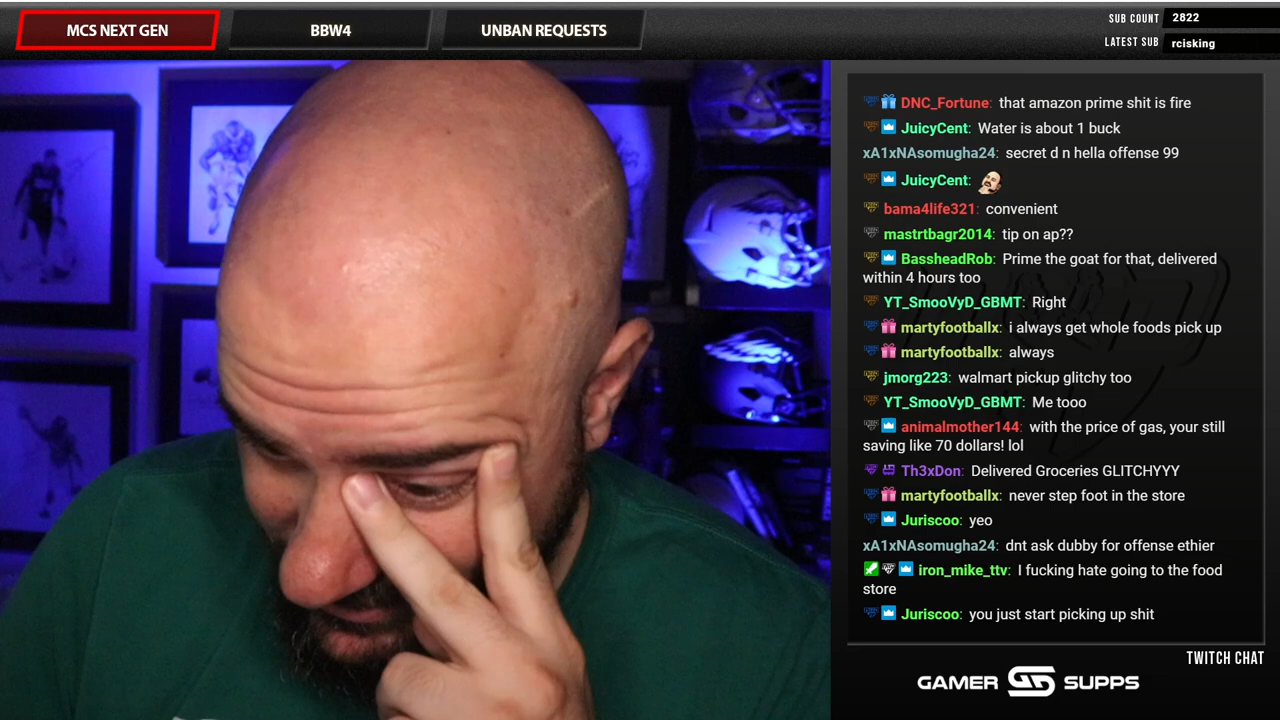 MCS NEXT GEN
BBW4
UNBAN REQUESTS
SUB COUNT 2822
LATEST SUB rcisking
DNC_Fortune: that amazon prime shit is fire
JuicyCent: Water is about 1 buck
xA1xNAsomugha24: secret d n hella offense 99
JuicyCent:
bama4life321: convenient
mastrtbagr2014: tip on ap??
BassheadRob: Prime the goat for that, delivered
within 4 hours too
YT_SmooVyD_GBMT: Right
martyfootballx: i always get whole foods pick up
martyfootballx: always
jmorg223: walmart pickup glitchy too
YT_SmooVyD_GBMT: Me tooo
animalmother144: with the price of gas, your still
saving like 70 dollars! lol
Th3xDon: Delivered Groceries GLITCHYYY
martyfootballx: never step foot in the store
Juriscoo: yeo
xA1xNAsomugha24: dnt ask dubby for offense ethier
iron_mike_ttv: I fucking hate going to the food
store
Juriscoo: you just start picking up shit
TWITCH CHAT
GAMER GS SUPPS